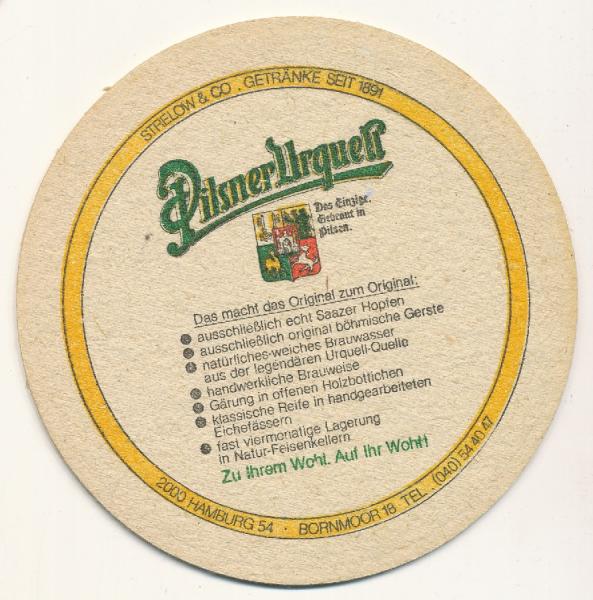 STRELOW & CO . GETRÄNKE SEIT 1891
Pilsner Urquell
Das Einzige.
Gebraut in
Pilsen.
Das macht das Original zum Original:
ausschließlich echt Saazer Hopfen
ausschließlich original böhmische Gerste
natürliches-weiches Brauwasser
aus der legendären Urquell-Quelle
handwerkliche Brauweise
Gärung in offenen Holzbottichen
klassische Reife in handgearbeiteten
Eichefässern
fast viermonatige Lagerung
in Natur-Felsenkellern
Zu Ihrem Wohl. Auf Ihr Wohl!
2000 HAMBURG 54 · BORNMOOR 18 TEL. (040) 54 40 47